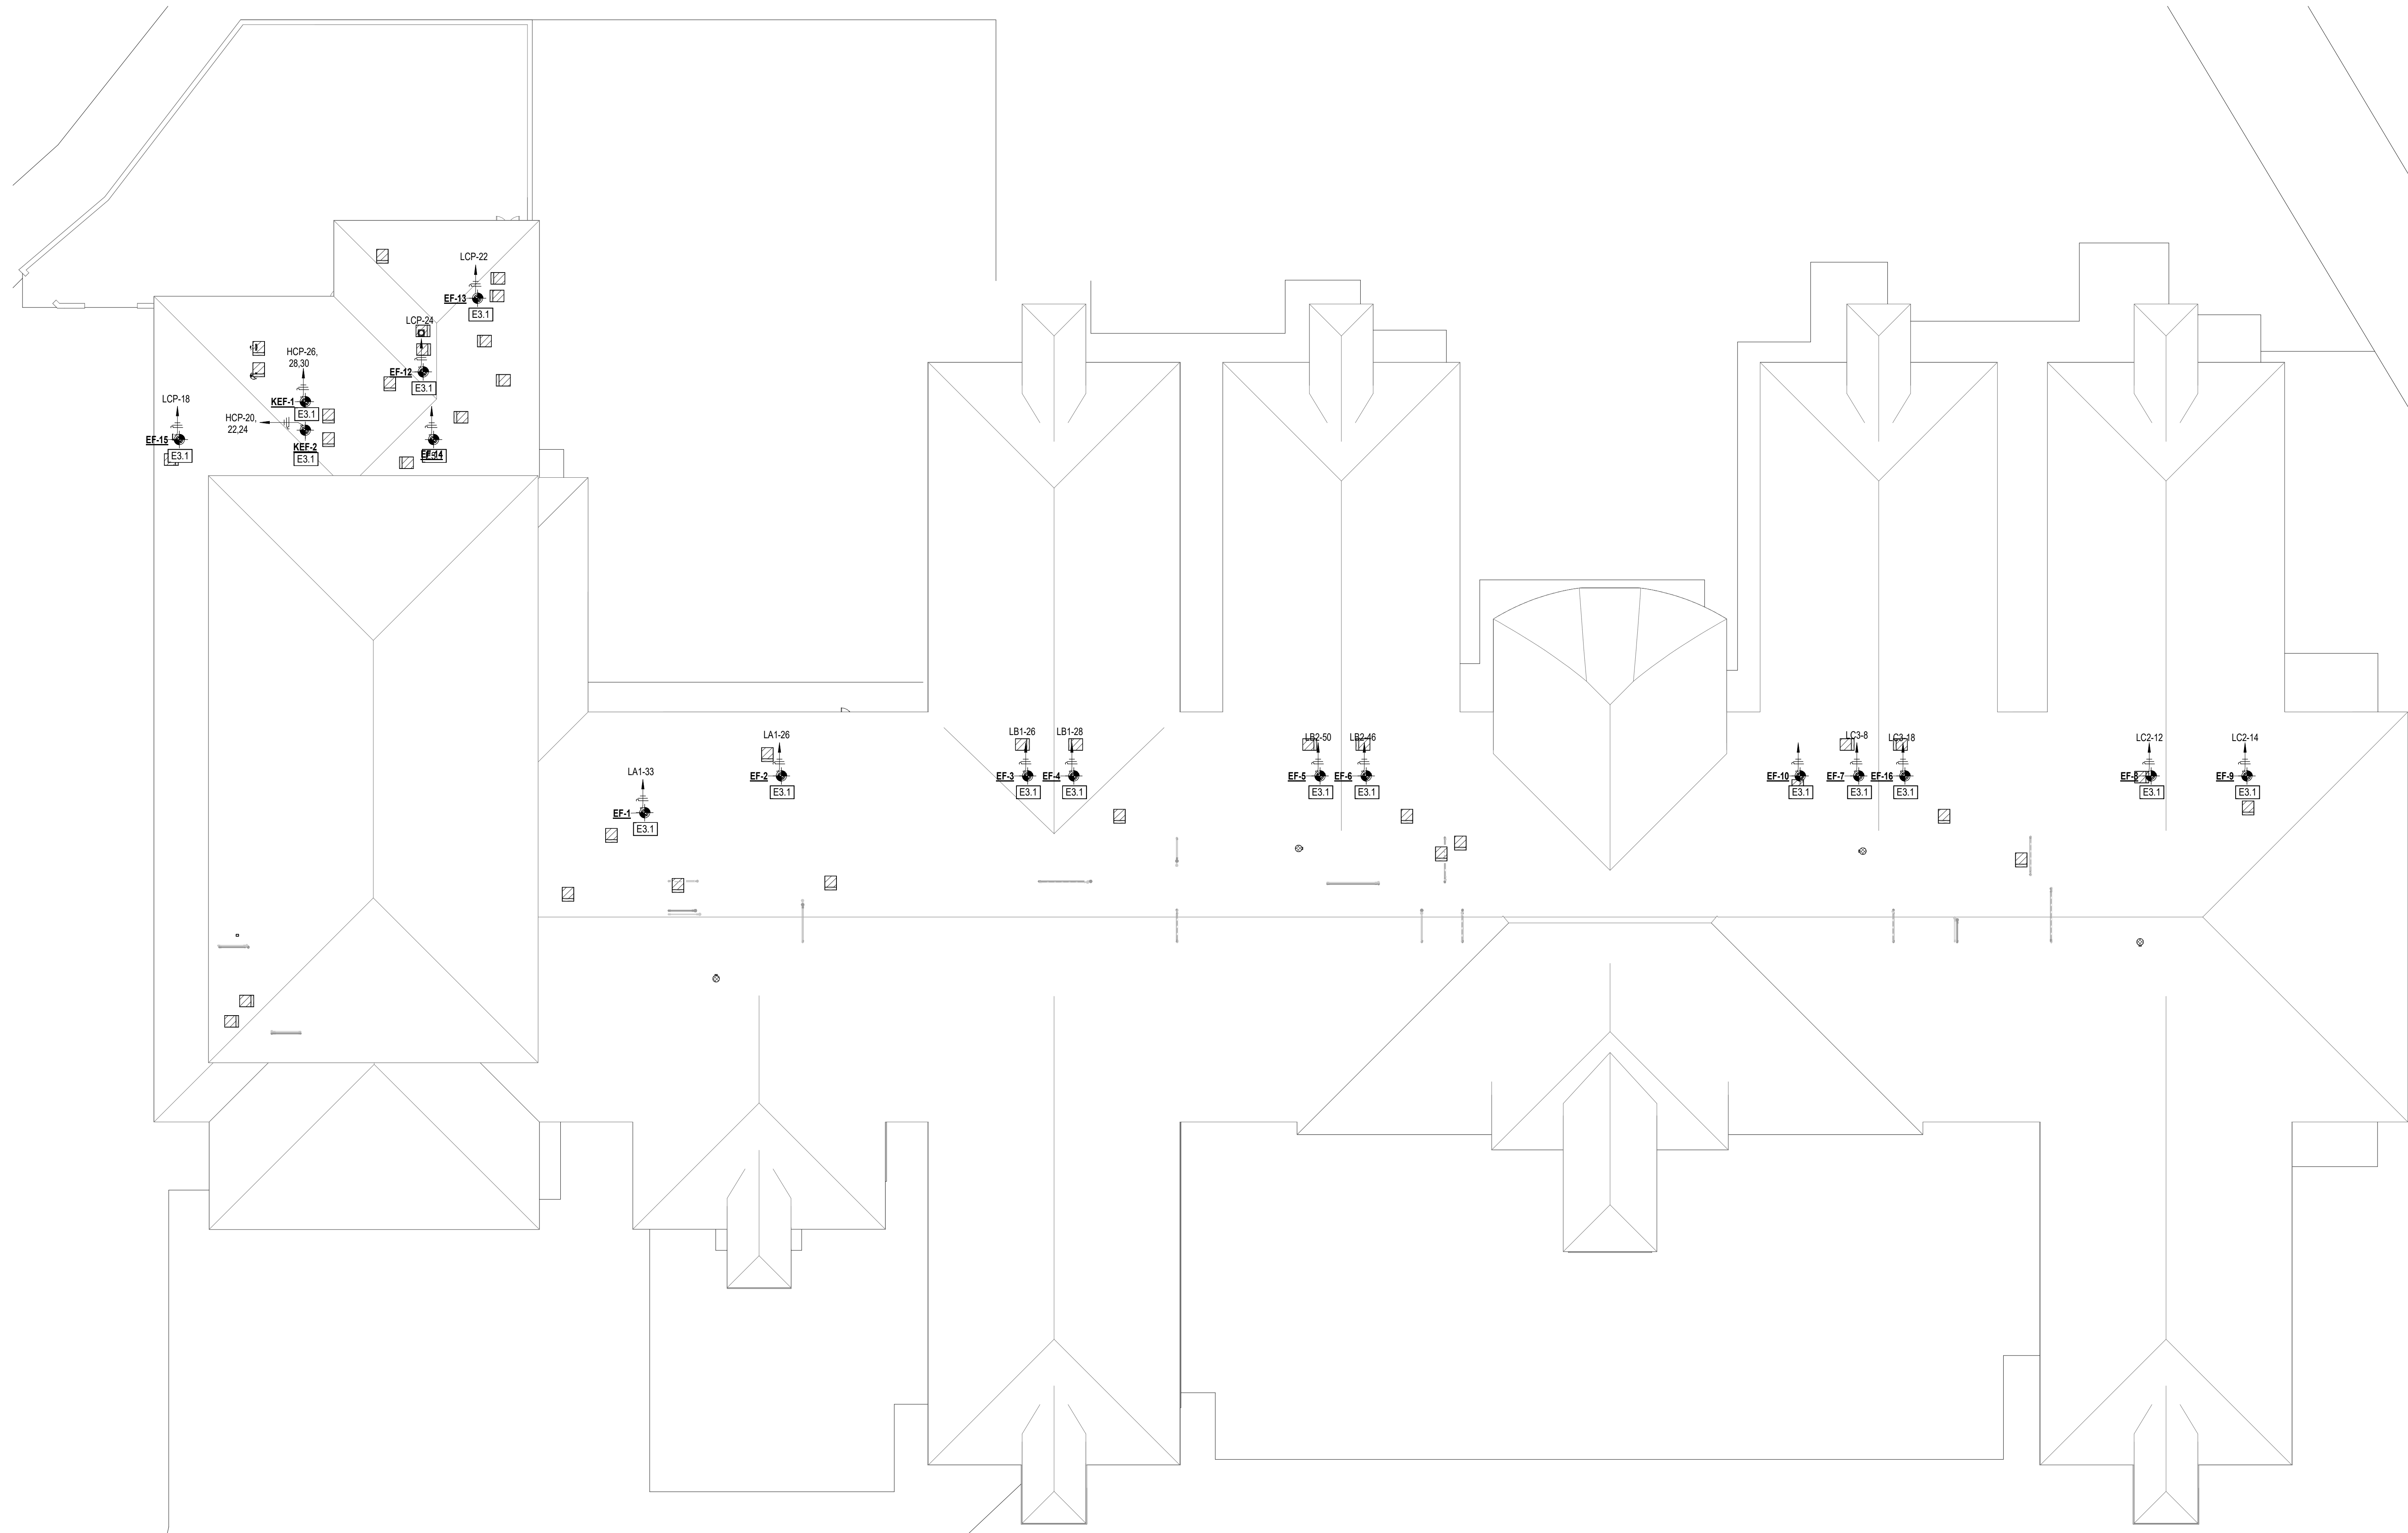 LCP-22
EF-13
E3.1
LCP-24
EF-12
E3.1
HCP-26,
28,30
KEF-1
E3.1
LCP-18
EF-15
E3.1
HCP-20,
22,24
KEF-2
E3.1
EF-14
LA1-33
EF-1
E3.1
LA1-26
EF-2
E3.1
LB1-26
EF-3
E3.1
LB1-28
EF-4
E3.1
LB2-50
EF-5
E3.1
LB2-46
EF-6
E3.1
EF-10
E3.1
LC3-8
EF-7
E3.1
LC3-18
EF-16
E3.1
LC2-12
EF-8
E3.1
LC2-14
EF-9
E3.1